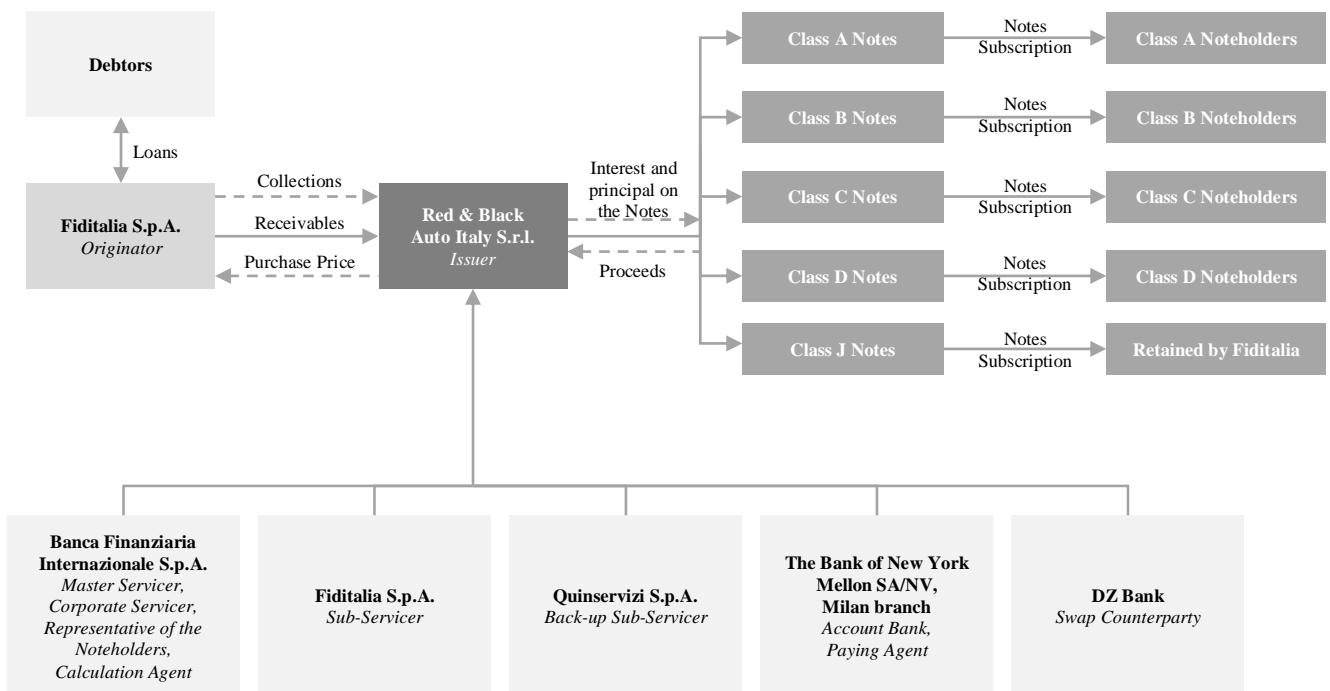 Debtors
Loans
Fiditalia S.p.A.
Originator
Collections
Receivables
Purchase Price
Red & Black
Auto Italy S.r.l.
Issuer
Interest and
principal on
the Notes
Proceeds
Class A Notes
Notes
Subscription
Class A Noteholders
Class B Notes
Notes
Subscription
Class B Noteholders
Class C Notes
Notes
Subscription
Class C Noteholders
Class D Notes
Notes
Subscription
Class D Noteholders
Class J Notes
Notes
Subscription
Retained by Fiditalia
Banca Finanziaria
Internazionale S.p.A.
Master Servicer,
Corporate Servicer,
Representative of the
Noteholders,
Calculation Agent
Fiditalia S.p.A.
Sub-Servicer
Quinservizi S.p.A.
Back-up Sub-Servicer
The Bank of New York
Mellon SA/NV,
Milan branch
Account Bank,
Paying Agent
DZ Bank
Swap Counterparty